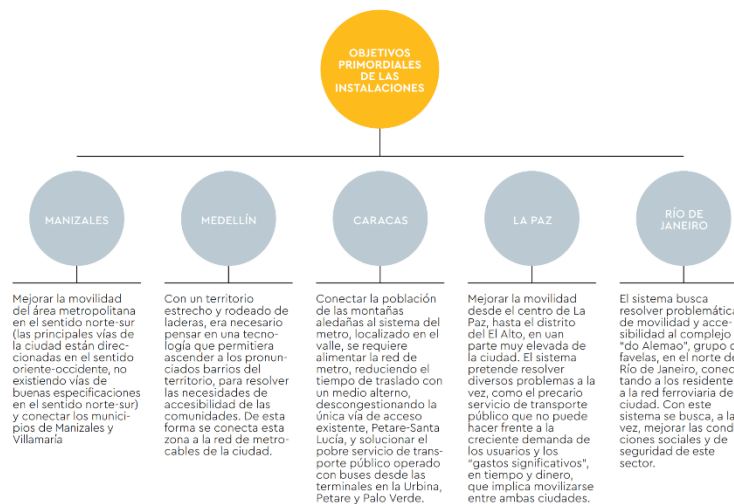 OBJETIVOS
PRIMORDIALES
DE LAS
INSTALACIONES
MANIZALES
MEDELLÍN
CARACAS
LA PAZ
RÍO DE
JANEIRO
Mejorar la movilidad
del área metropolitana
en el sentido norte-sur
(las principales vías de
la ciudad están direc-
cionadas en el sentido
oriente-occidente, no
existiendo vías de
buenas especificaciones
en el sentido norte-sur)
y conectar los munici-
pios de Manizales y
Villamaría
Con un territorio
estrecho y rodeado de
laderas, era necesario
pensar en una tecno-
logía que permitiera
ascender a los pronun-
ciados barrios del
territorio, para resolver
las necesidades de
accesibilidad de las
comunidades. De esta
forma se conecta esta
zona a la red de metro-
cables de la ciudad.
Conectar la población
de las montañas
aledañas al sistema del
metro, localizado en el
valle, se requiere
alimentar la red de
metro, reduciendo el
tiempo de traslado con
un medio alterno,
descongestionando la
única vía de acceso
existente, Petare-Santa
Lucía, y solucionar el
pobre servicio de trans-
porte público operado
con buses desde las
terminales en la Urbina,
Petare y Palo Verde.
Mejorar la movilidad
desde el centro de La
Paz, hasta el distrito
del El Alto, en uan
parte muy elevada de
la ciudad. El sistema
pretende resolver
diversos problemas a la
vez, como el precario
servicio de transporte
público que no puede
hacer frente a la
creciente demanda de
los usuarios y los
"gastos significativos",
en tiempo y dinero,
que implica movilizarse
entre ambas ciudades.
El sistema busca
resolver problemátic
de movilidad y acce-
sibilidad al complejo
"do Alemao", grupo d
favelas, en el norte de
Río de Janeiro, conec
tando a los residente
a la red ferroviaria de
ciudad. Con este
sistema se busca, a la
vez, mejorar las cond
ciones sociales y de
seguridad de este
sector.